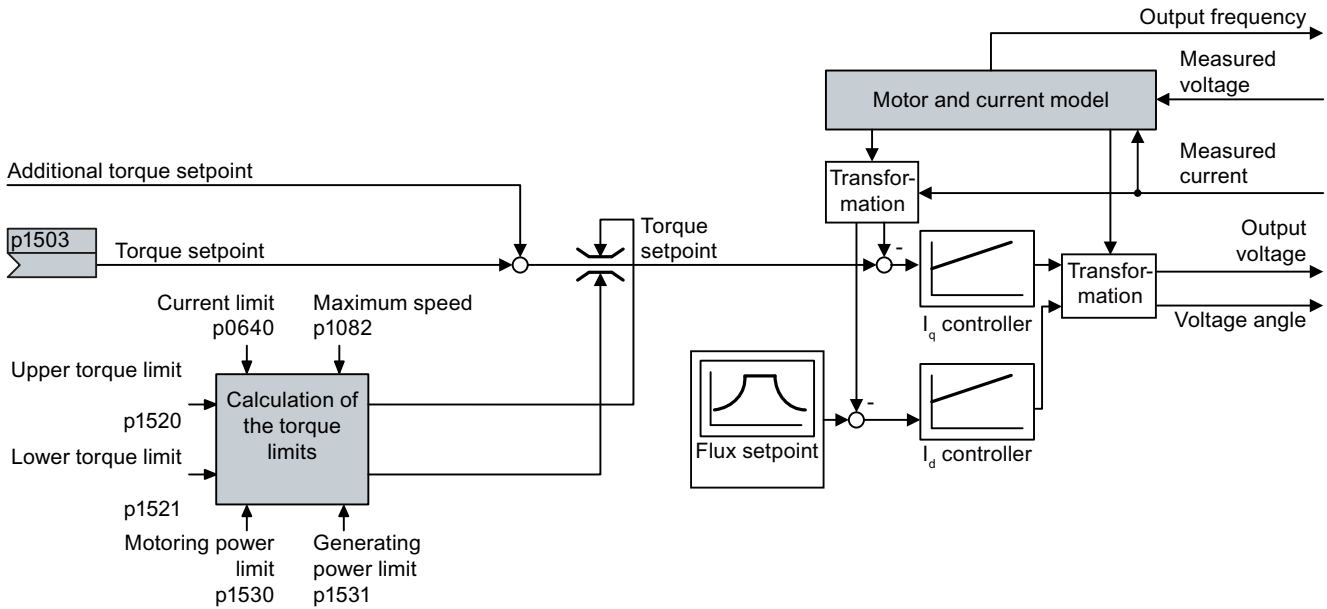 Output frequency
Measured
voltage
Motor and current model
Additional torque setpoint
Measured
current
Transfor-
mation
p1503
Torque setpoint
Torque
setpoint
-
Output
voltage
Transfor-
mation
Voltage angle
Iq controller
Current limit
p0640
Maximum speed
p1082
Upper torque limit
p1520
Lower torque limit
p1521
Calculation of
the torque
limits
Motoring power
limit
p1530
Generating
power limit
p1531
Flux setpoint
-
Id controller